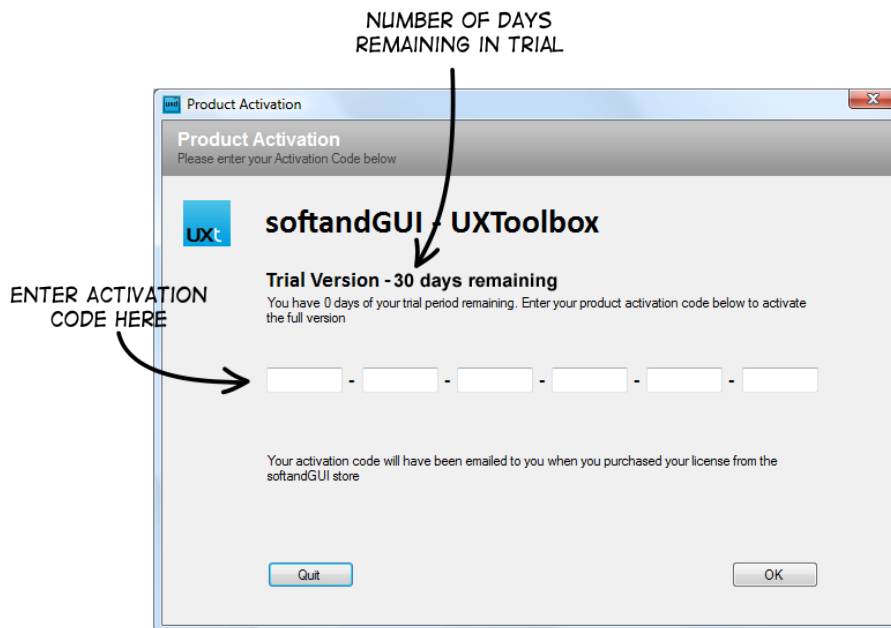 NUMBER OF DAYS
REMAINING IN TRIAL
uxt Product Activation
Product Activation
Please enter your Activation Code below
UXt softandGUI - UXToolbox
Trial Version - 30 days remaining
You have 0 days of your trial period remaining. Enter your product activation code below to activate
the full version
ENTER ACTIVATION
CODE HERE
- - - - -
Your activation code will have been emailed to you when you purchased your license from the
softandGUI store
Quit OK